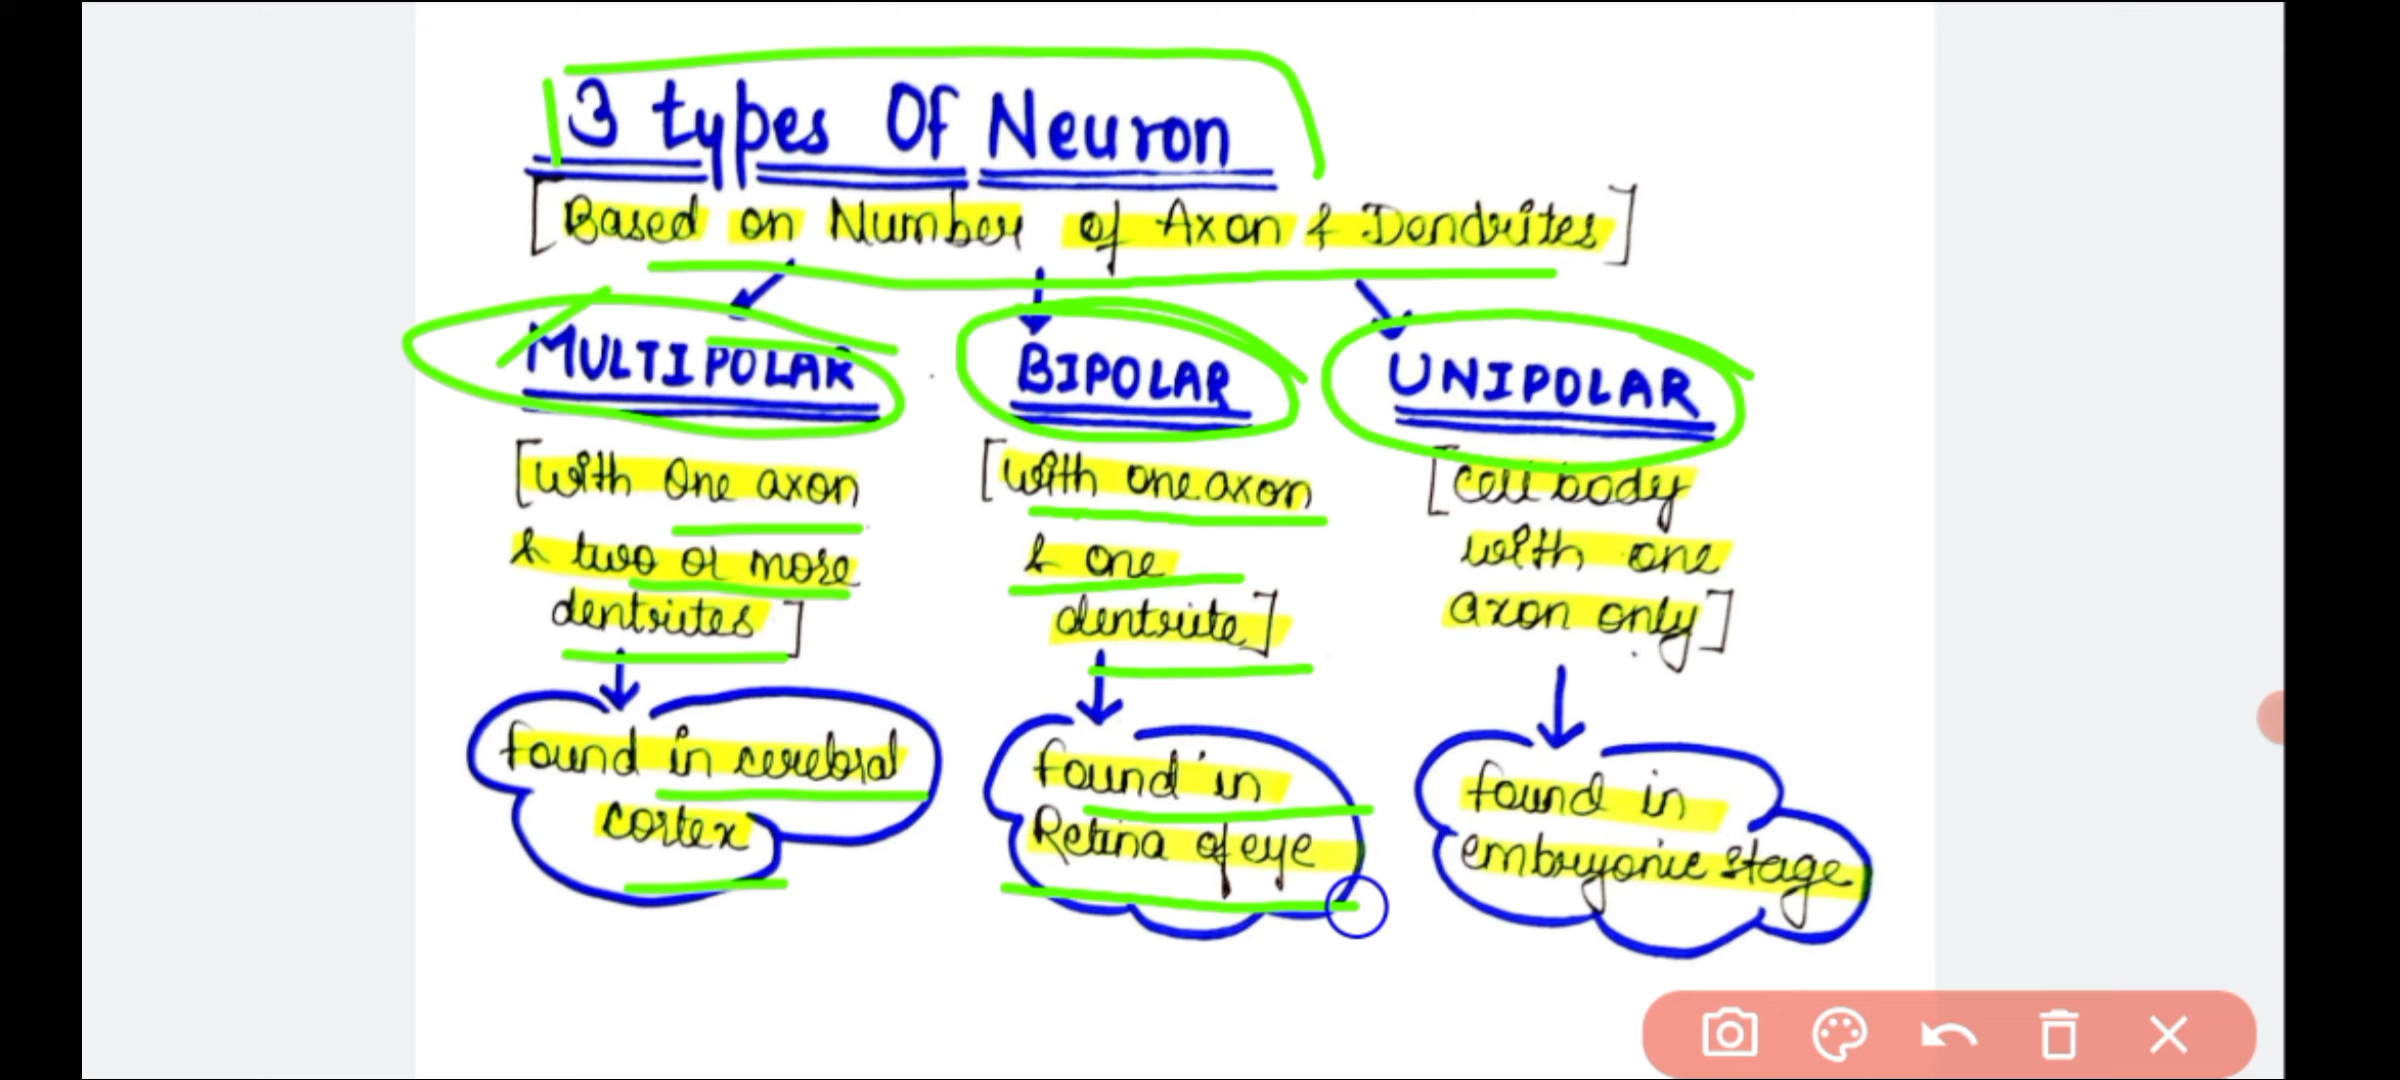 3 types Of Neuron
[Based on Number of Axon & Dendrites]
MULTIPOLAR
[with One axon
& two or more
dentrites]
found in cerebral
cortex
BIPOLAR
[with one axon
& one
dentrite]
found in
Retina of eye
UNIPOLAR
[Cell body
with one
axon only]
found in
embryonic stage